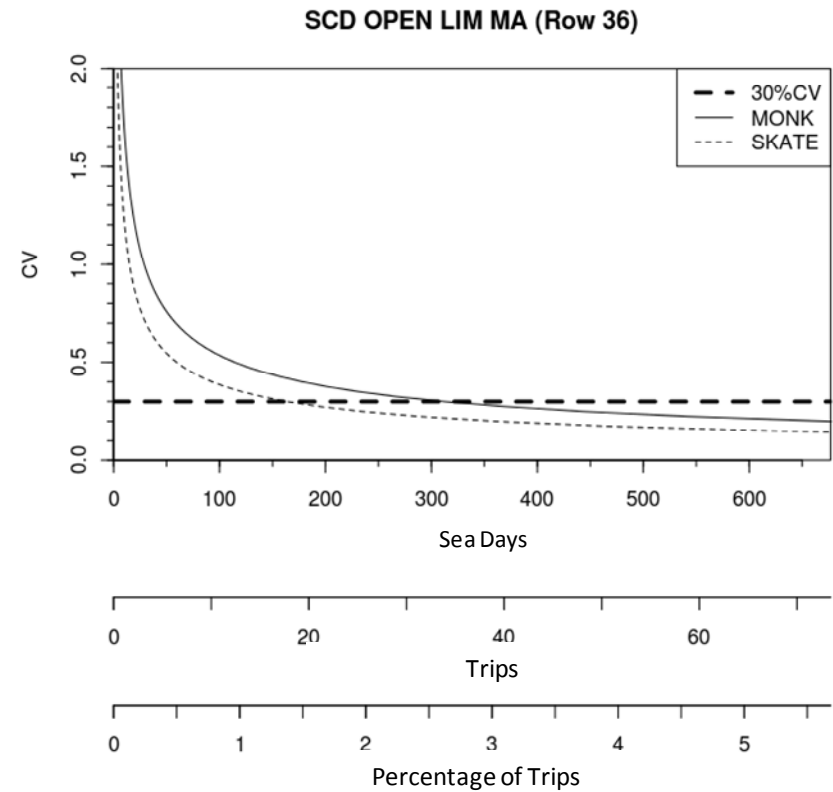 SCD OPEN LIM MA (Row 36)
30%CV
MONK
SKATE
CV
2.0
1.5
1.0
0.5
0.0
0 100 200 300 400 500 600
Sea Days
0 20 40 60
Trips
0 1 2 3 4 5
Percentage of Trips